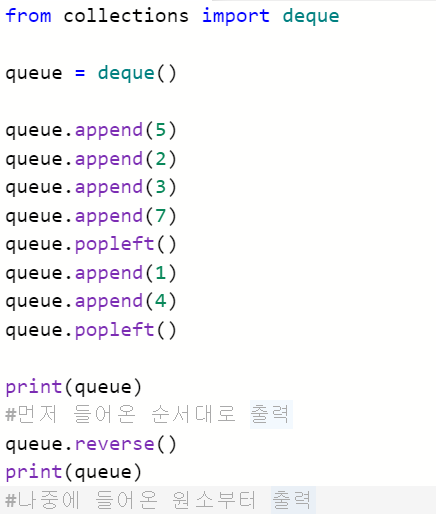 from collections import deque
queue = deque()
queue.append(5)
queue.append(2)
queue.append(3)
queue.append(7)
queue.popleft()
queue.append(1)
queue.append(4)
queue.popleft()
print(queue)
#먼저 들어온 순서대로 출력
queue.reverse()
print(queue)
#나중에 들어온 원소부터 출력